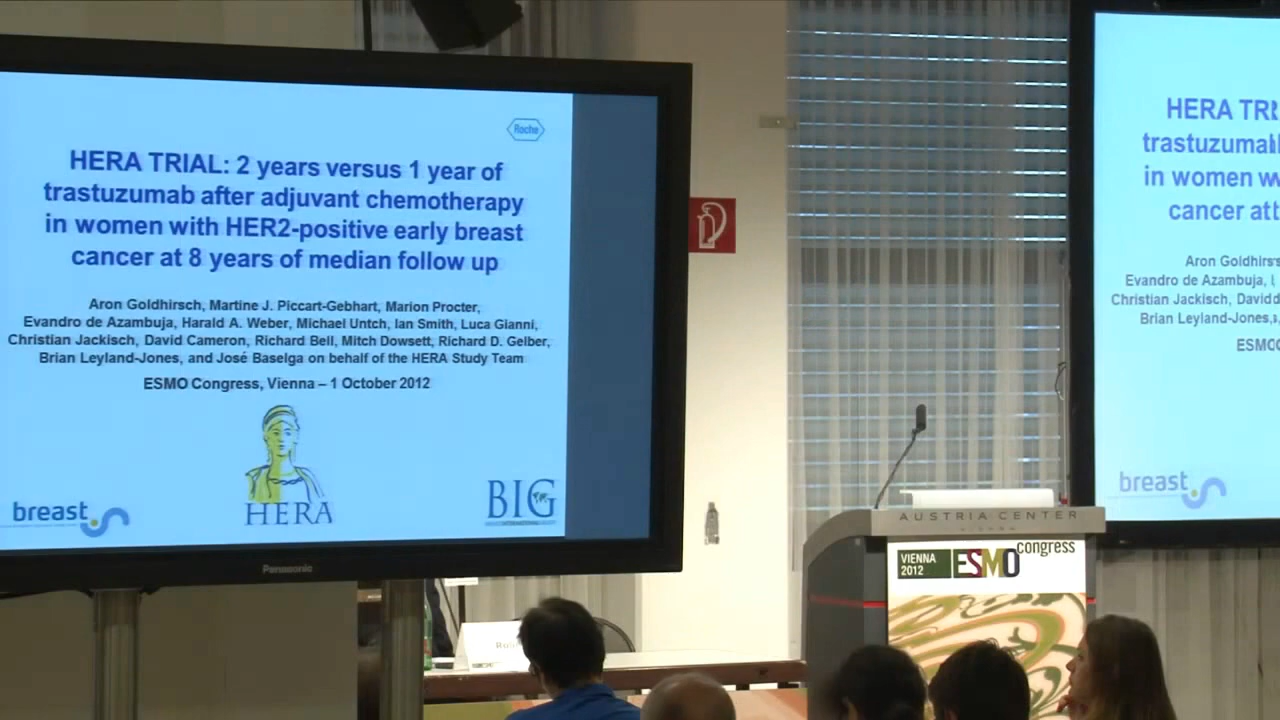 Roche
HERA TRIAL: 2 years versus 1 year of
trastuzumab after adjuvant chemotherapy
in women with HER2-positive early breast
cancer at 8 years of median follow up
Aron Goldhirsch, Martine J. Piccart-Gebhart, Marion Procter,
Evandro de Azambuja, Harald A. Weber, Michael Untch, Ian Smith, Luca Gianni,
Christian Jackisch, David Cameron, Richard Bell, Mitch Dowsett, Richard D. Gelber,
Brian Leyland-Jones, and José Baselga on behalf of the HERA Study Team
ESMO Congress, Vienna – 1 October 2012
breast
HERA
BIG
Panasonic
HERA
trastuzumab
in women
cancer at
Aron Goldhirs
Evandro de Azambuja,
Christian Jackisch, David
Brian Leyland-Jones,
ESMO
breast
AUSTRIA CENTER
VIENNA
2012
ESMO
congress